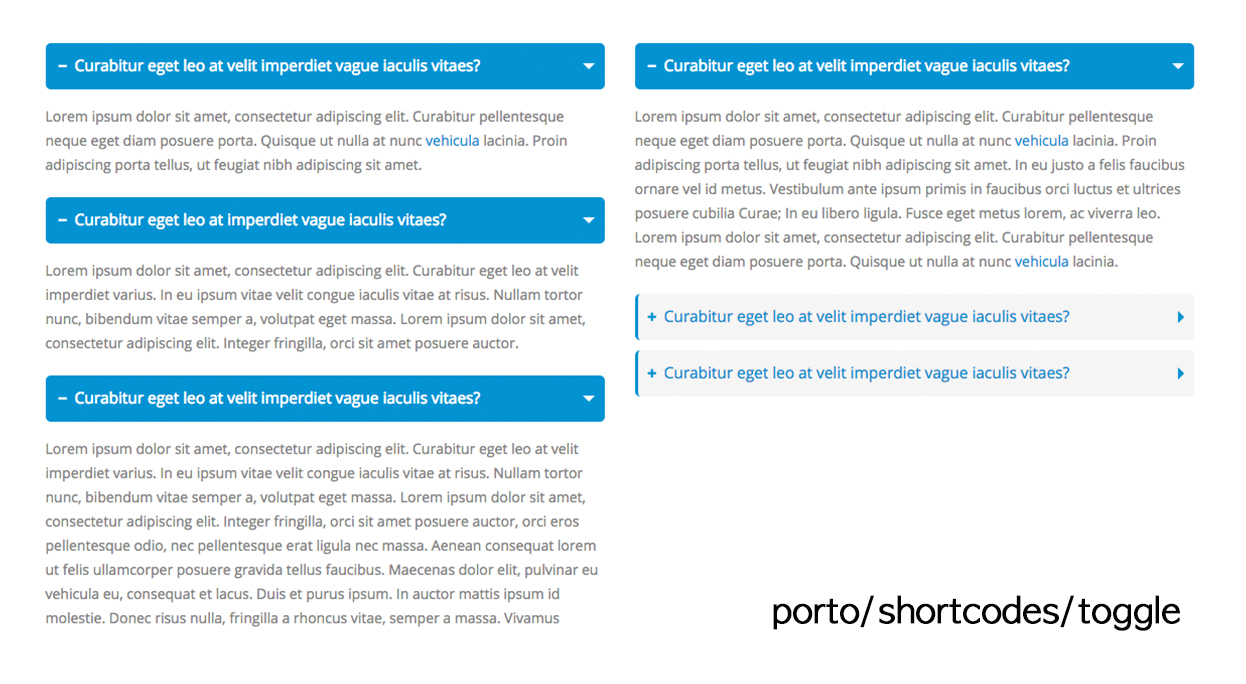 − Curabitur eget leo at velit imperdiet vague iaculis vitaes?
Lorem ipsum dolor sit amet, consectetur adipiscing elit. Curabitur pellentesque
neque eget diam posuere porta. Quisque ut nulla at nunc vehicula lacinia. Proin
adipiscing porta tellus, ut feugiat nibh adipiscing sit amet.
− Curabitur eget leo at imperdiet vague iaculis vitaes?
Lorem ipsum dolor sit amet, consectetur adipiscing elit. Curabitur eget leo at velit
imperdiet varius. In eu ipsum vitae velit congue iaculis vitae at risus. Nullam tortor
nunc, bibendum vitae semper a, volutpat eget massa. Lorem ipsum dolor sit amet,
consectetur adipiscing elit. Integer fringilla, orci sit amet posuere auctor.
− Curabitur eget leo at velit imperdiet vague iaculis vitaes?
Lorem ipsum dolor sit amet, consectetur adipiscing elit. Curabitur eget leo at velit
imperdiet varius. In eu ipsum vitae velit congue iaculis vitae at risus. Nullam tortor
nunc, bibendum vitae semper a, volutpat eget massa. Lorem ipsum dolor sit amet,
consectetur adipiscing elit. Integer fringilla, orci sit amet posuere auctor, orci eros
pellentesque odio, nec pellentesque erat ligula nec massa. Aenean consequat lorem
ut felis ullamcorper posuere gravida tellus faucibus. Maecenas dolor elit, pulvinar eu
vehicula eu, consequat et lacus. Duis et purus ipsum. In auctor mattis ipsum id
molestie. Donec risus nulla, fringilla a rhoncus vitae, semper a massa. Vivamus
− Curabitur eget leo at velit imperdiet vague iaculis vitaes?
Lorem ipsum dolor sit amet, consectetur adipiscing elit. Curabitur pellentesque
neque eget diam posuere porta. Quisque ut nulla at nunc vehicula lacinia. Proin
adipiscing porta tellus, ut feugiat nibh adipiscing sit amet. In eu justo a felis faucibus
ornare vel id metus. Vestibulum ante ipsum primis in faucibus orci luctus et ultrices
posuere cubilia Curae; In eu libero ligula. Fusce eget metus lorem, ac viverra leo.
Lorem ipsum dolor sit amet, consectetur adipiscing elit. Curabitur pellentesque
neque eget diam posuere porta. Quisque ut nulla at nunc vehicula lacinia.
+ Curabitur eget leo at velit imperdiet vague iaculis vitaes?
+ Curabitur eget leo at velit imperdiet vague iaculis vitaes?
porto/shortcodes/toggle